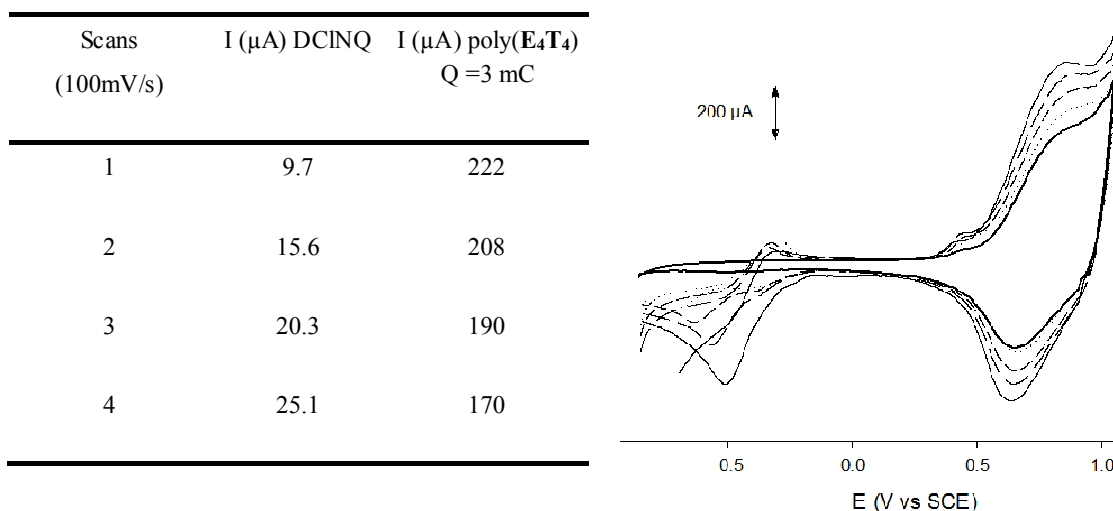 Scans I (µA) DClNQ I (µA) poly(E₄T₄)
(100mV/s) Q =3 mC
1 9.7 222
2 15.6 208
3 20.3 190
4 25.1 170
200 µA
0.5 0.0 0.5 1.0
E (V vs SCE)